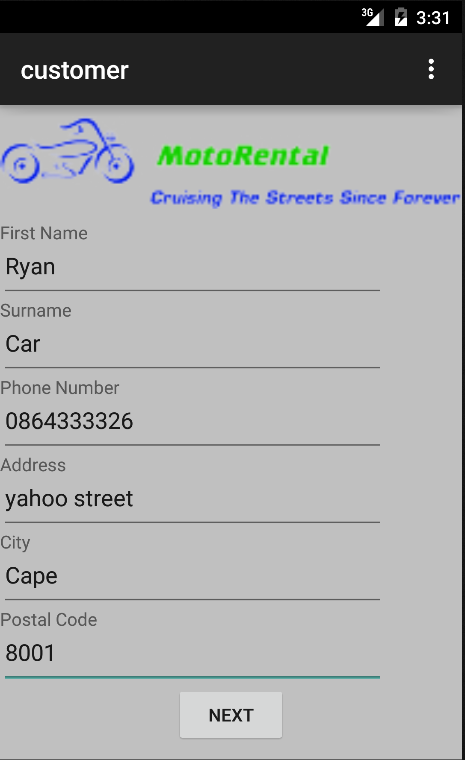 3G 3:31
customer
MotoRental
Cruising The Streets Since Forever
First Name
Ryan
Surname
Car
Phone Number
0864333326
Address
yahoo street
City
Cape
Postal Code
8001
NEXT